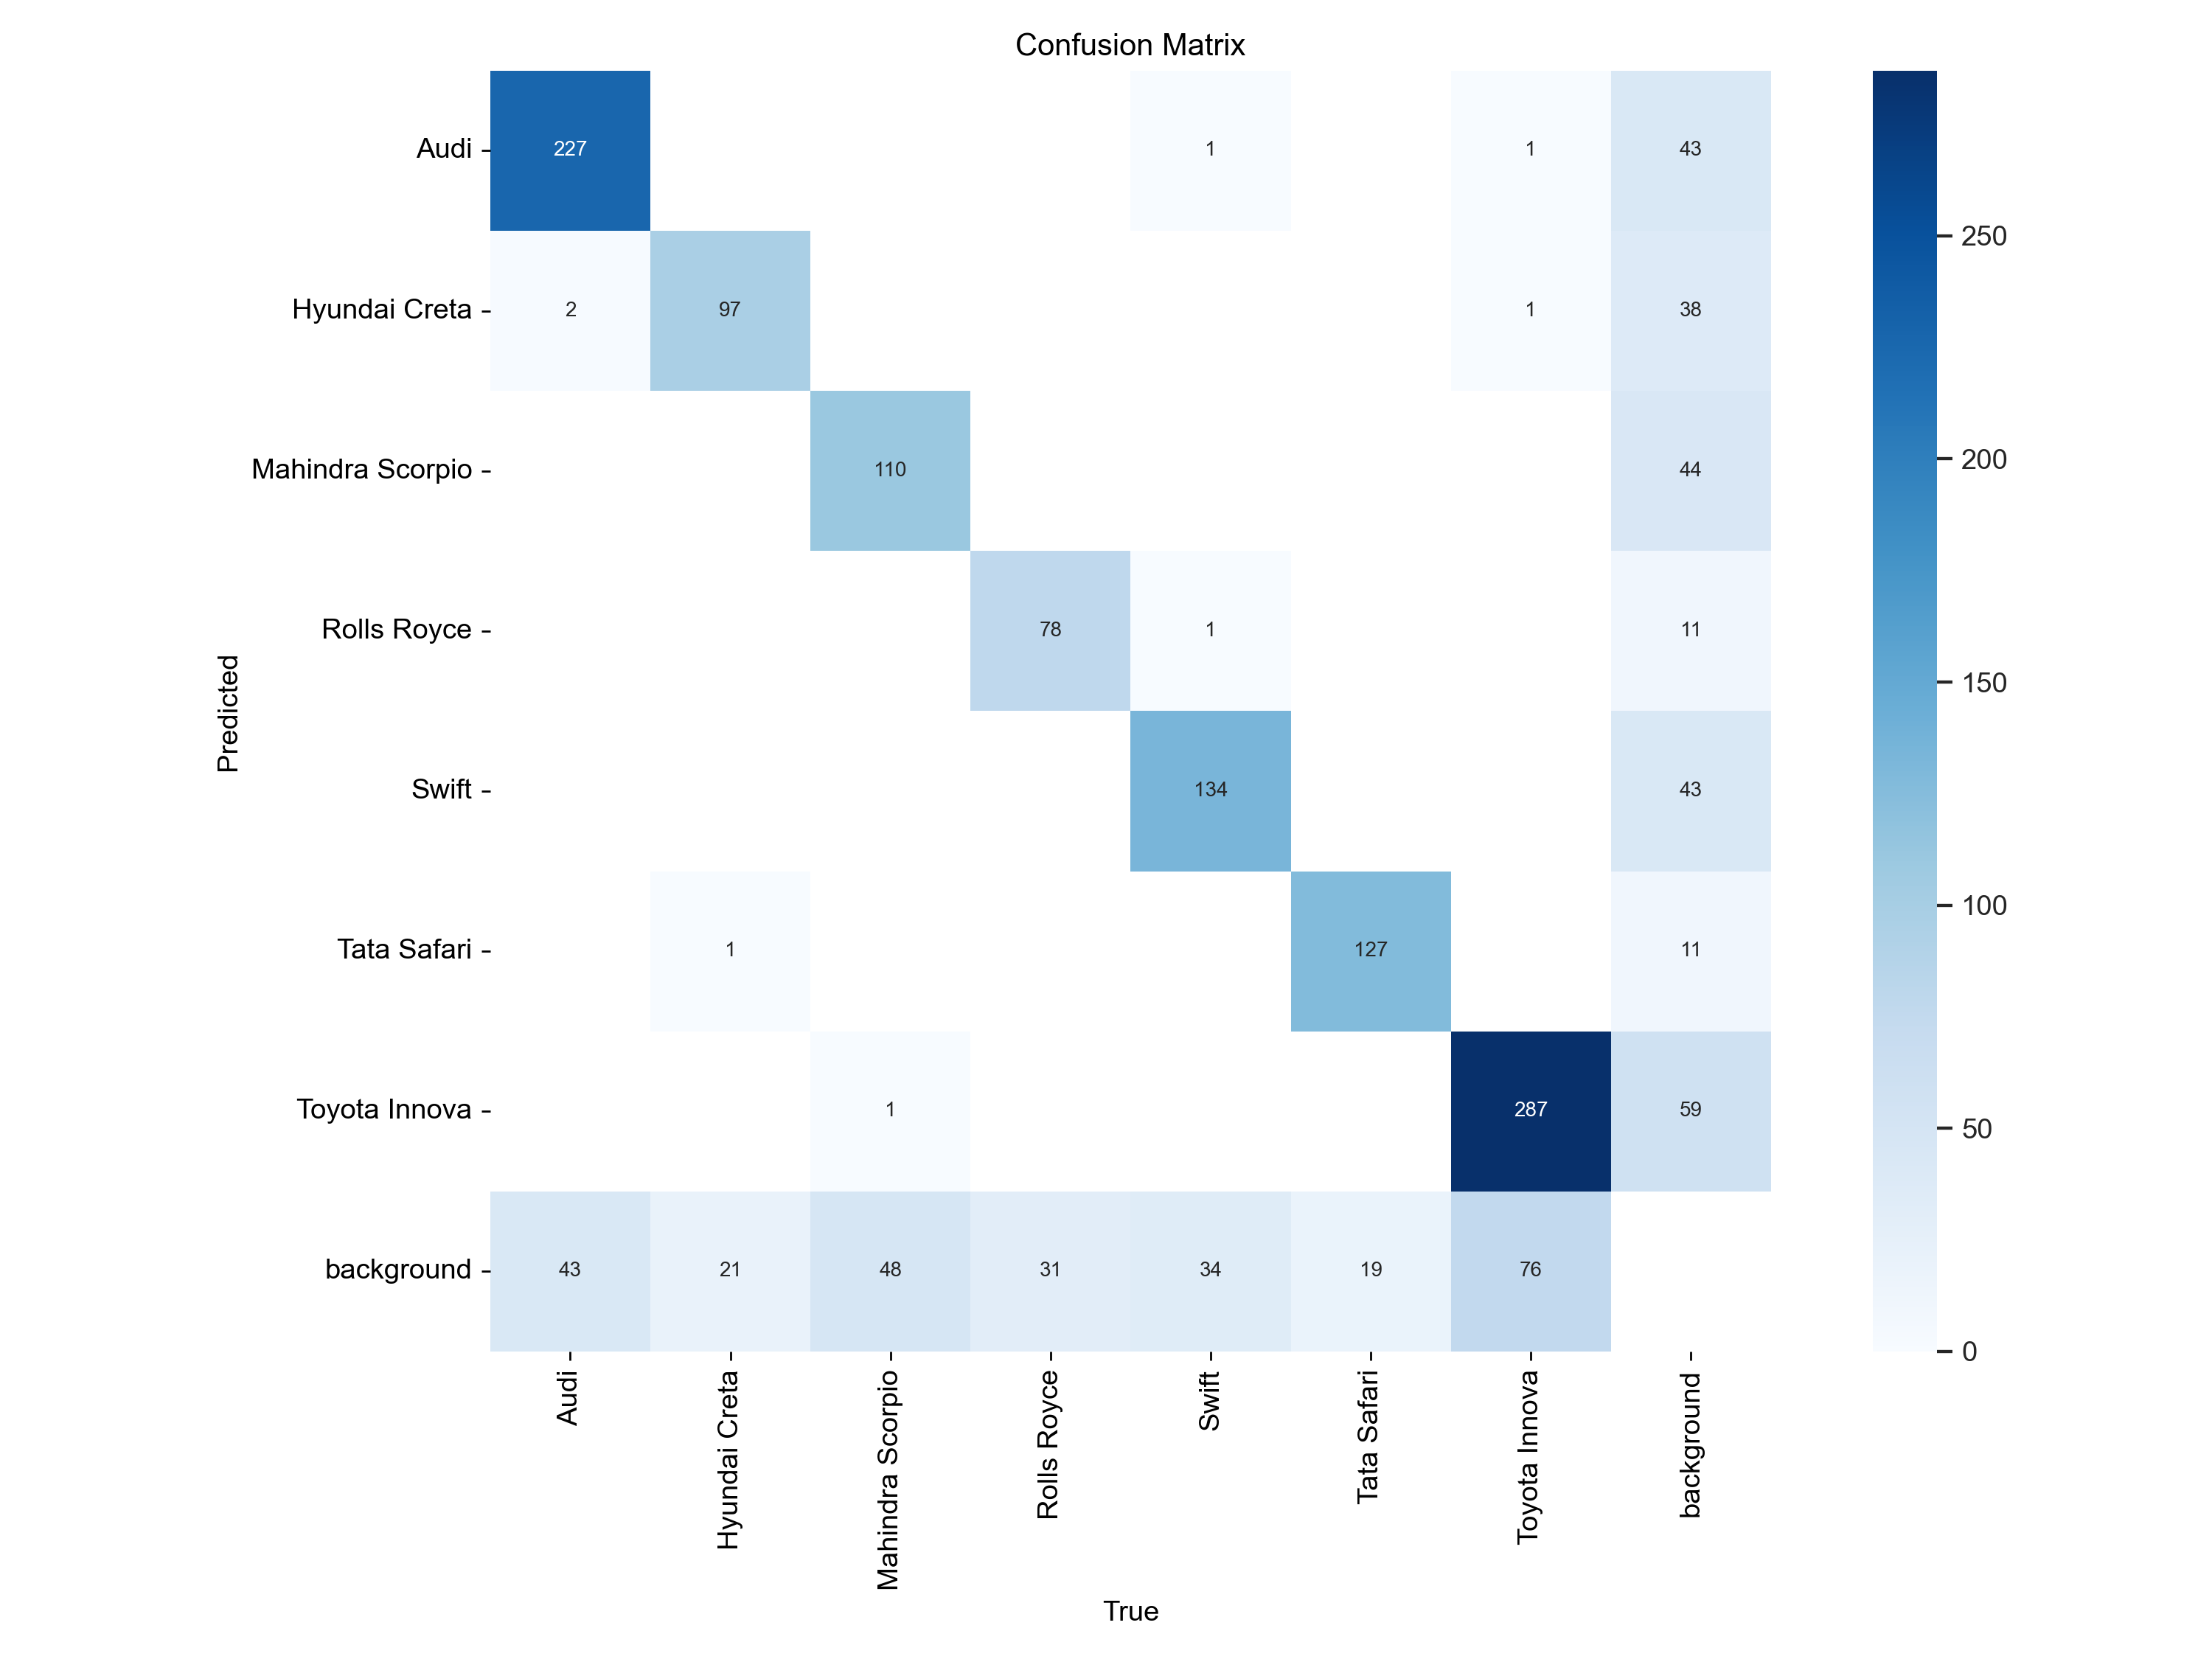 Confusion Matrix
Audi 227 1 1 43
Hyundai Creta 2 97 1 38
Mahindra Scorpio 110 44
Rolls Royce 78 1 11
Swift 134 43
Tata Safari 1 127 11
Toyota Innova 1 287 59
background 43 21 48 31 34 19 76
Predicted
Audi Hyundai Creta Mahindra Scorpio Rolls Royce Swift Tata Safari Toyota Innova background
True
250
200
150
100
50
0